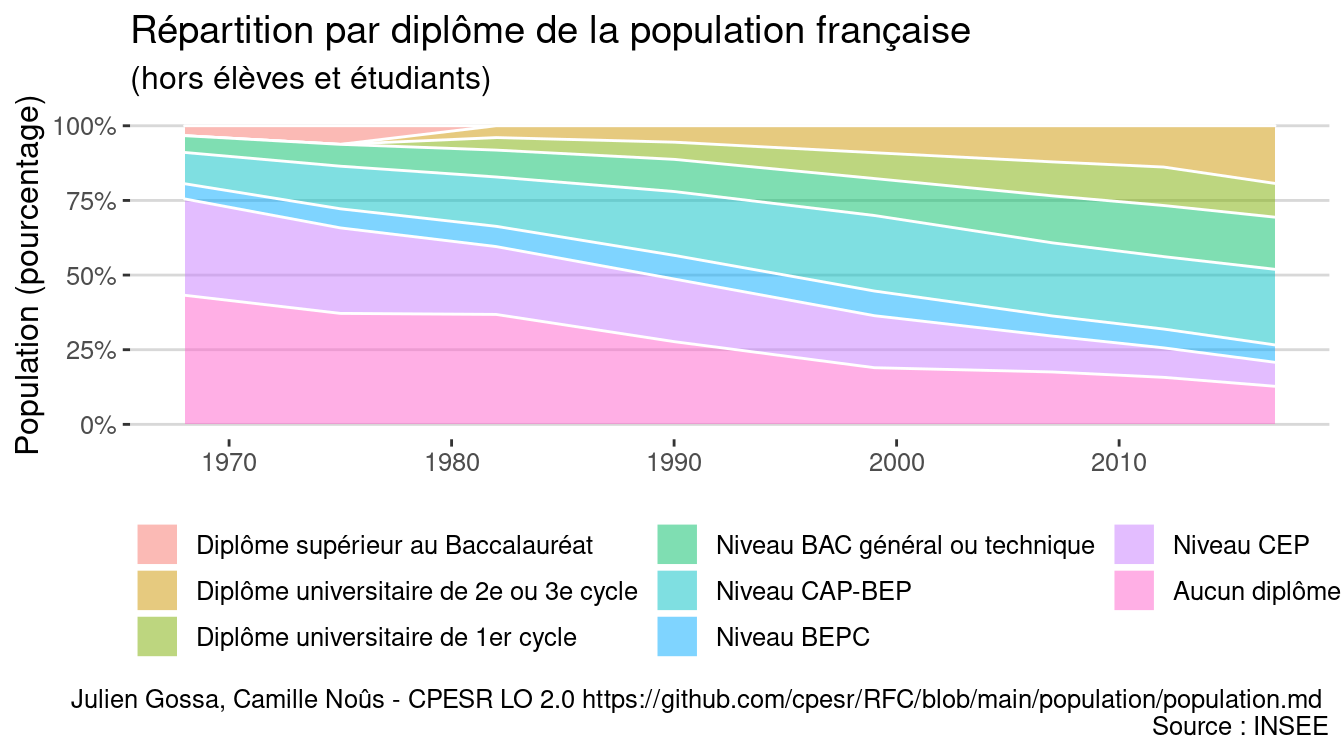 Répartition par diplôme de la population française
(hors élèves et étudiants)
Population (pourcentage)
100%
75%
50%
25%
0%
1970 1980 1990 2000 2010
Diplôme supérieur au Baccalauréat
Diplôme universitaire de 2e ou 3e cycle
Diplôme universitaire de 1er cycle
Niveau BAC général ou technique
Niveau CAP-BEP
Niveau BEPC
Niveau CEP
Aucun diplôme
Julien Gossa, Camille Noûs - CPESR LO 2.0 https://github.com/cpesr/RFC/blob/main/population/population.md
Source : INSEE